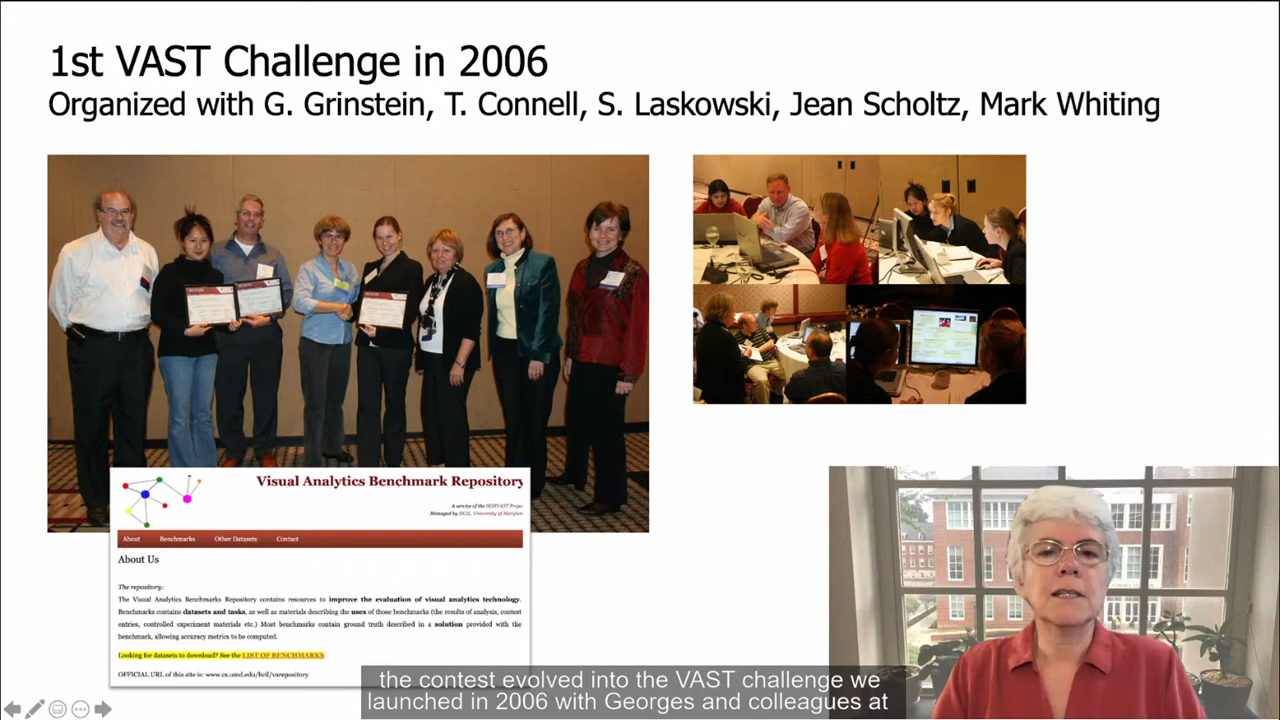 1st VAST Challenge in 2006
Organized with G. Grinstein, T. Connell, S. Laskowski, Jean Scholtz, Mark Whiting
Visual Analytics Benchmark Repository
A service of the SEMVAST Projec
Managed by HCIL, University of Marylan
About Benchmarks Other Datasets Contact
About Us
The repository:
The Visual Analytics Benchmarks Repository contains resources to improve the evaluation of visual analytics technology.
Benchmarks contains datasets and tasks, as well as materials describing the uses of those benchmarks (the results of analysis, contest
entries, controlled experiment materials etc.) Most benchmarks contain ground truth described in a solution provided with the
benchmark, allowing accuracy metrics to be computed.
Looking for datasets to download? See the LIST OF BENCHMARKS
OFFICIAL URL of this site is: www.cs.umd.edu/hcil/varepository
the contest evolved into the VAST challenge we
launched in 2006 with Georges and colleagues at